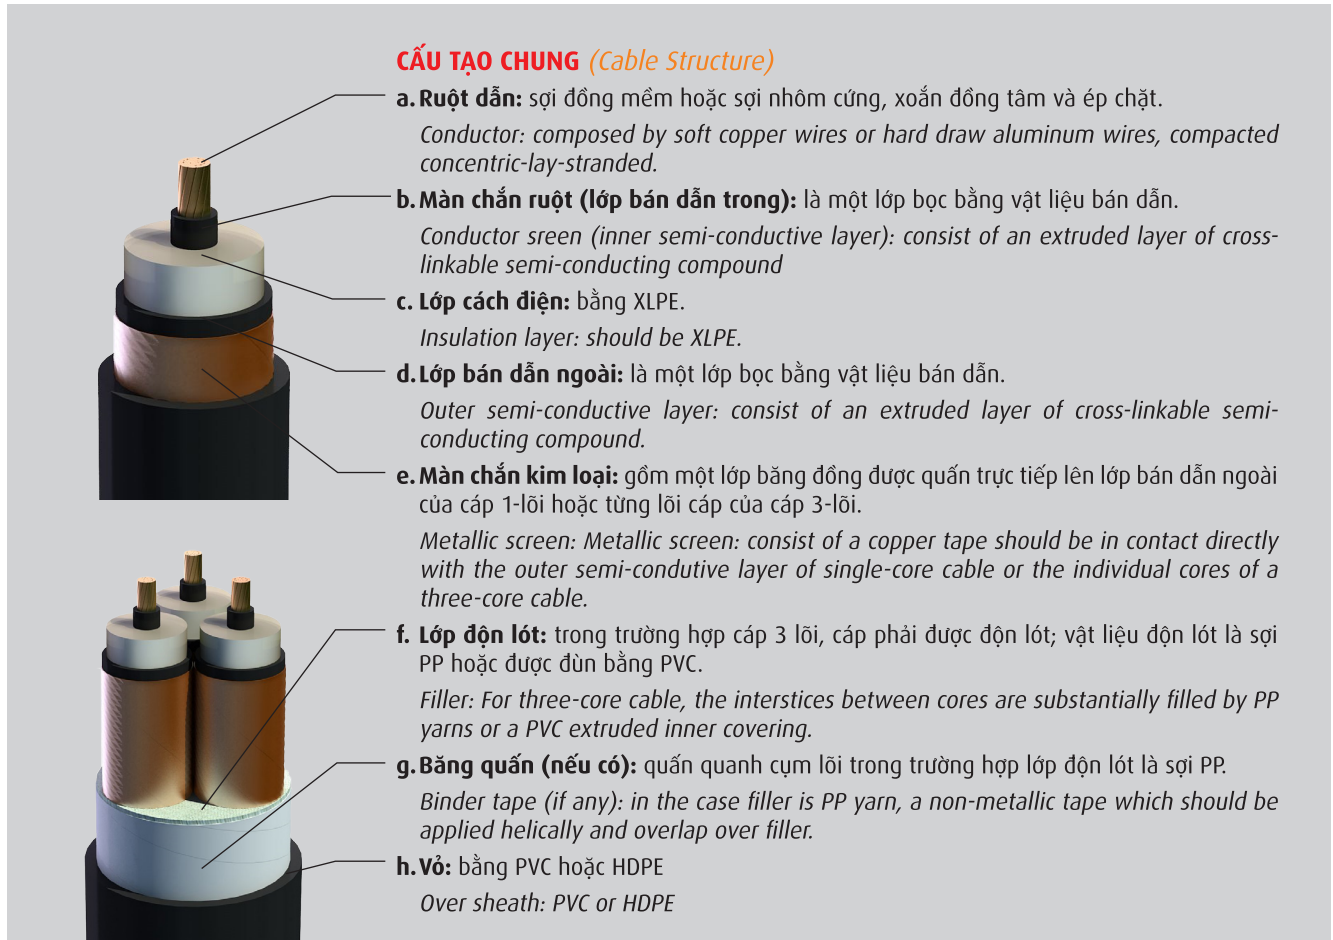 CẤU TẠO CHUNG (Cable Structure)
a. Ruột dẫn: sợi đồng mềm hoặc sợi nhôm cứng, xoắn đồng tâm và ép chặt.
Conductor: composed by soft copper wires or hard draw aluminum wires, compacted
concentric-lay-stranded.
b. Màn chắn ruột (lớp bán dẫn trong): là một lớp bọc bằng vật liệu bán dẫn.
Conductor sreen (inner semi-conductive layer): consist of an extruded layer of cross-
linkable semi-conducting compound
c. Lớp cách điện: bằng XLPE.
Insulation layer: should be XLPE.
d. Lớp bán dẫn ngoài: là một lớp bọc bằng vật liệu bán dẫn.
Outer semi-conductive layer: consist of an extruded layer of cross-linkable semi-
conducting compound.
e. Màn chắn kim loại: gồm một lớp băng đồng được quấn trực tiếp lên lớp bán dẫn ngoài
của cáp 1-lõi hoặc từng lõi cáp của cáp 3-lõi.
Metallic screen: Metallic screen: consist of a copper tape should be in contact directly
with the outer semi-condutive layer of single-core cable or the individual cores of a
three-core cable.
f. Lớp độn lót: trong trường hợp cáp 3 lõi, cáp phải được độn lót; vật liệu độn lót là sợi
PP hoặc được đùn bằng PVC.
Filler: For three-core cable, the interstices between cores are substantially filled by PP
yarns or a PVC extruded inner covering.
g. Băng quấn (nếu có): quấn quanh cụm lõi trong trường hợp lớp độn lót là sợi PP.
Binder tape (if any): in the case filler is PP yarn, a non-metallic tape which should be
applied helically and overlap over filler.
h. Vỏ: bằng PVC hoặc HDPE
Over sheath: PVC or HDPE